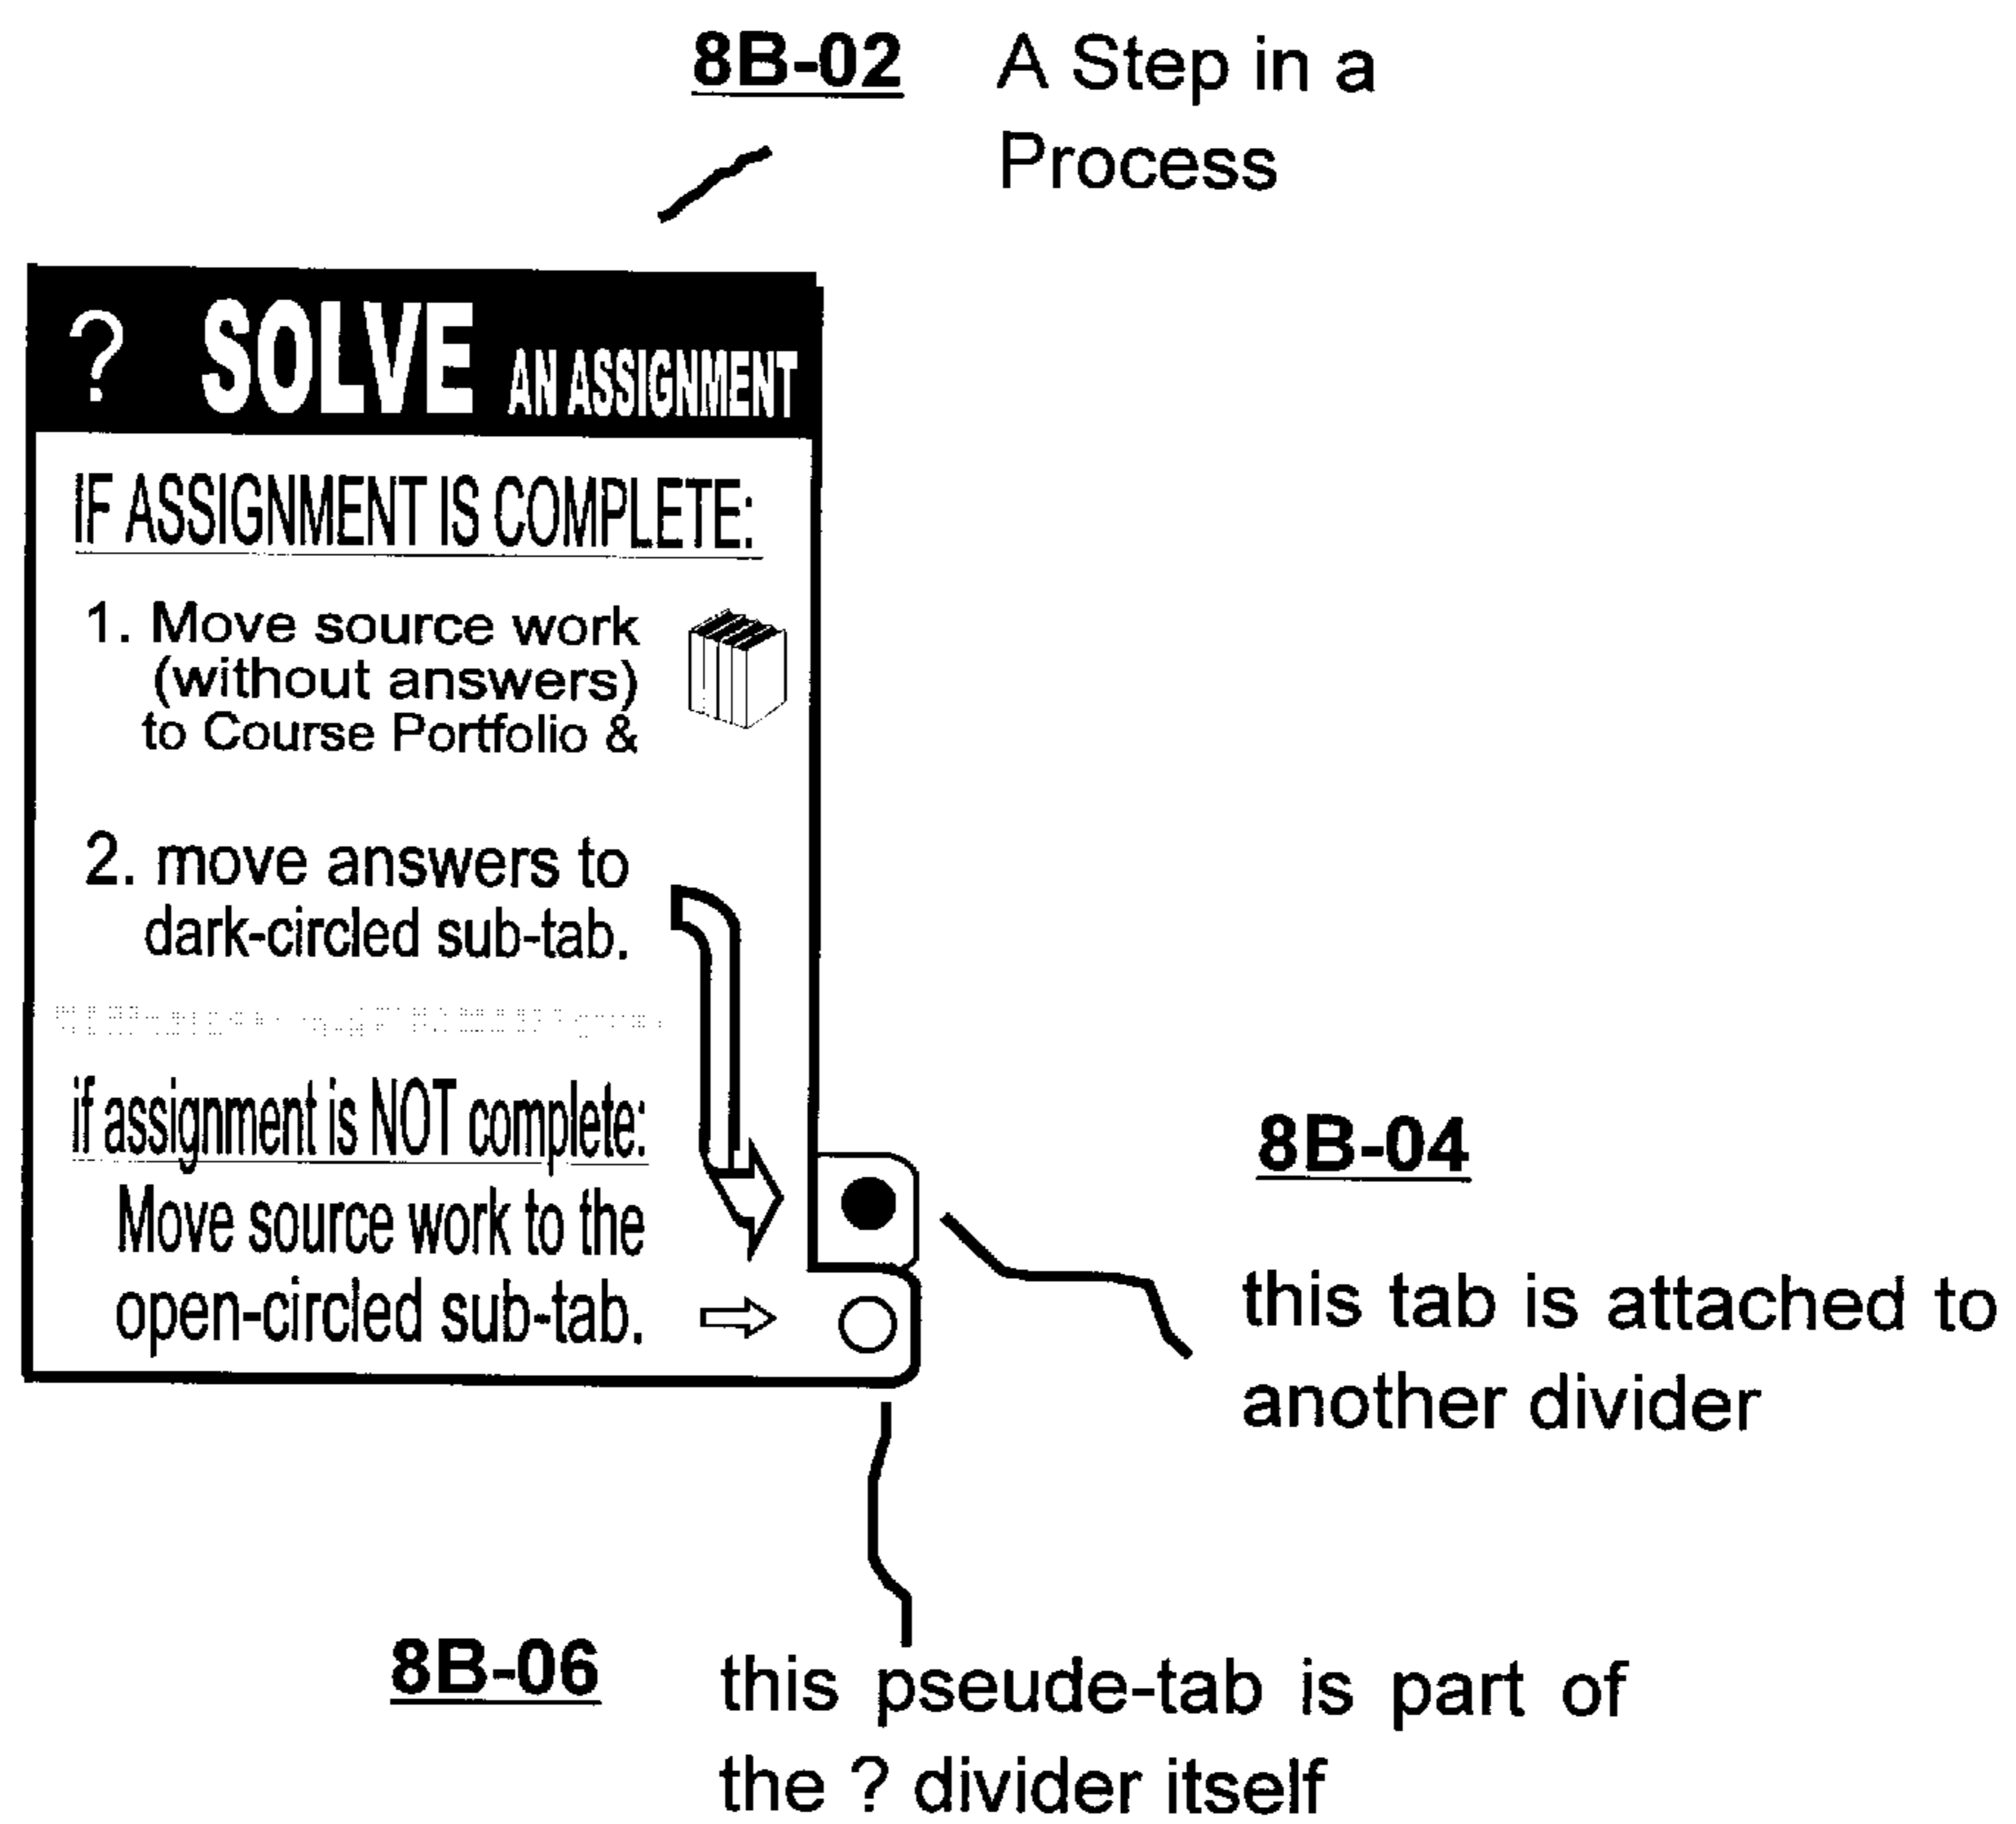 8B-02 A Step in a
Process
? SOLVE AN ASSIGNMENT
IF ASSIGNMENT IS COMPLETE:
1. Move source work
(without answers)
to Course Portfolio &
2. move answers to
dark-circled sub-tab.
if assignment is NOT complete:
Move source work to the
open-circled sub-tab.
8B-04
this tab is attached to
another divider
8B-06 this pseude-tab is part of
the ? divider itself